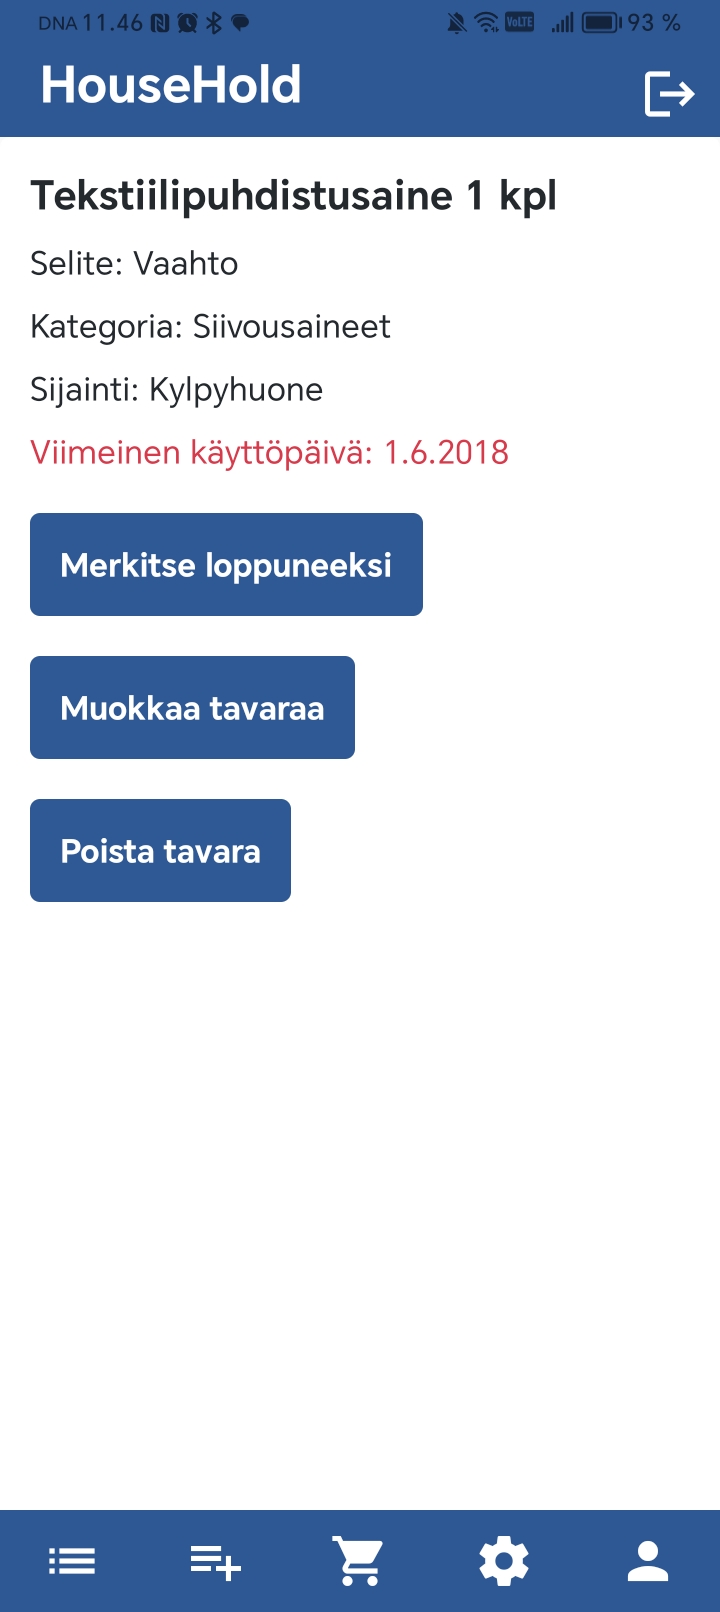 DNA 11.46 VoLTE 93 %
HouseHold
Tekstiilipuhdistusaine 1 kpl
Selite: Vaahto
Kategoria: Siivousaineet
Sijainti: Kylpyhuone
Viimeinen käyttöpäivä: 1.6.2018
Merkitse loppuneeksi
Muokkaa tavaraa
Poista tavara